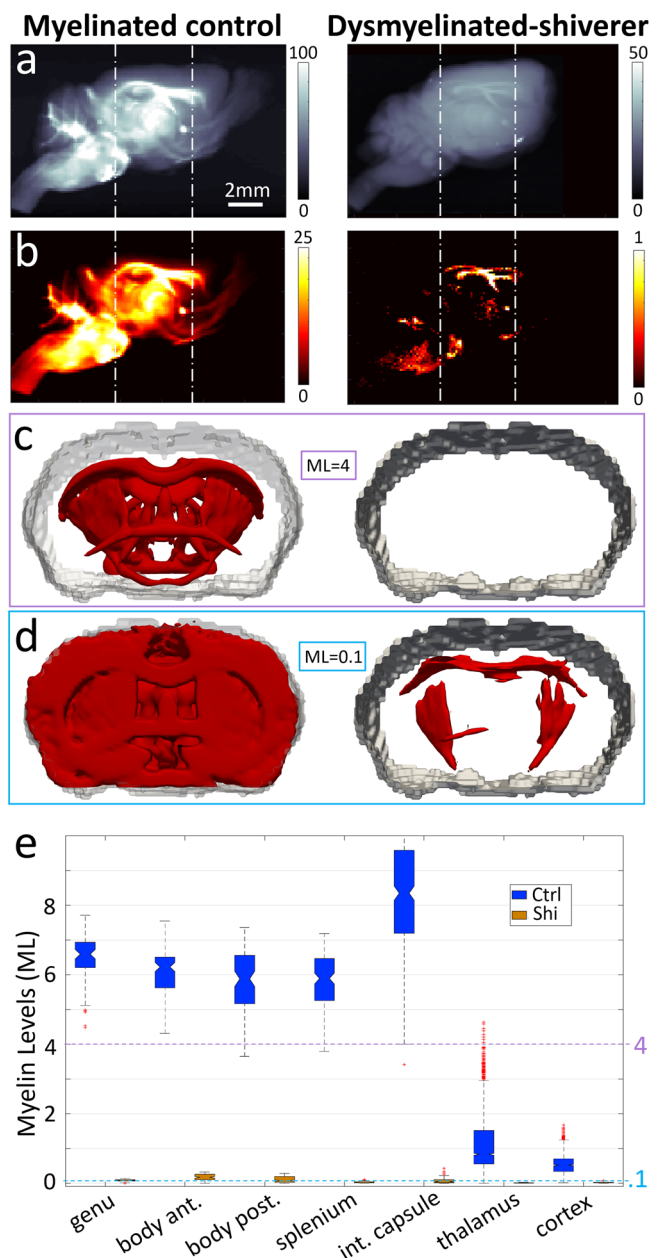 Myelinated control
Dysmyelinated-shiverer
a
100
0
50
0
2mm
b
25
0
1
0
c
ML=4
d
ML=0.1
e
Myelin Levels (ML)
8
6
4
2
0
Ctrl
Shi
4
.1
genu
body ant.
body post.
splenium
int. capsule
thalamus
cortex